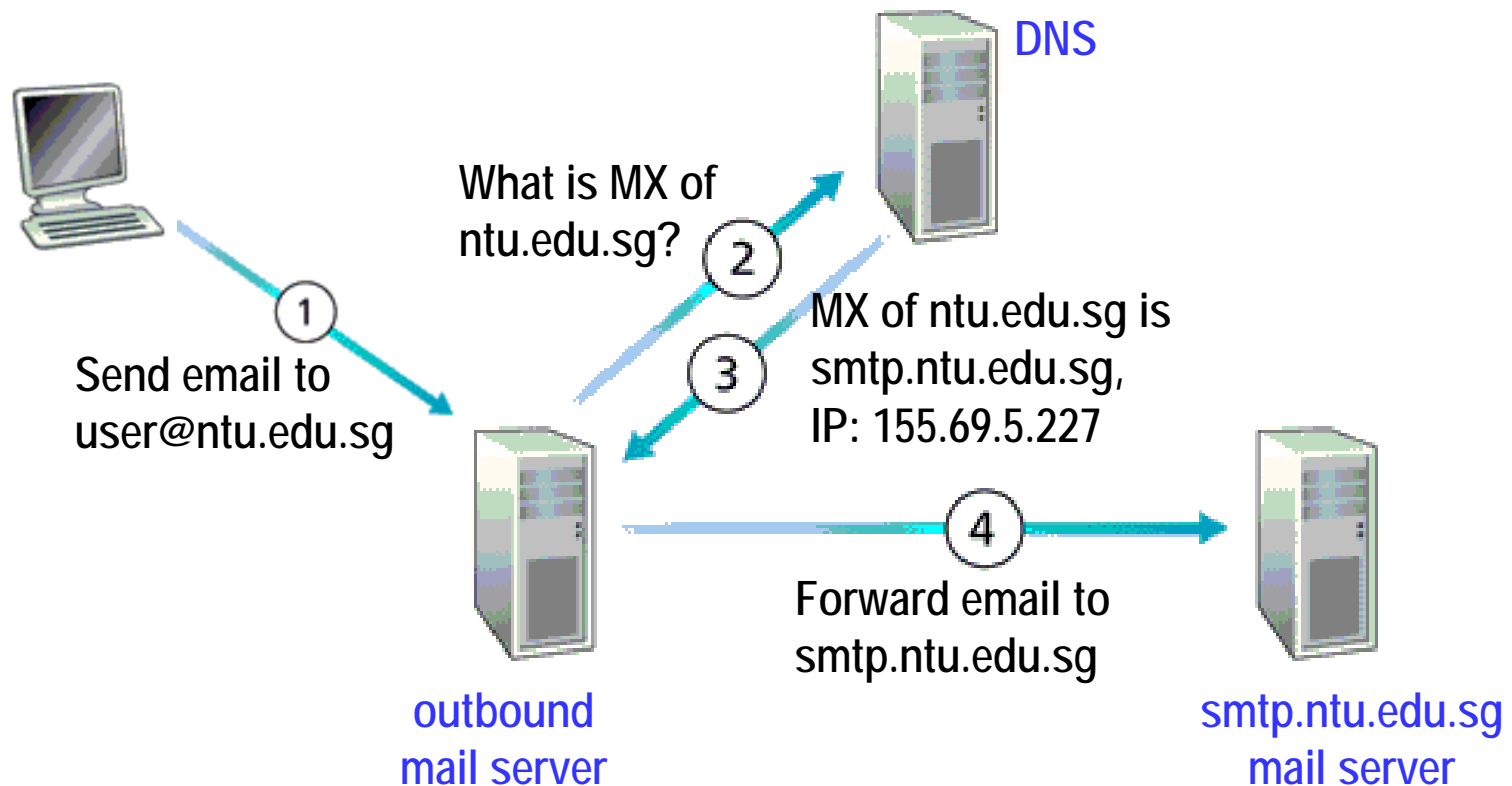 DNS
What is MX of
ntu.edu.sg?
2
1
MX of ntu.edu.sg is
smtp.ntu.edu.sg,
IP: 155.69.5.227
3
Send email to
user@ntu.edu.sg
4
Forward email to
smtp.ntu.edu.sg
outbound
mail server
smtp.ntu.edu.sg
mail server